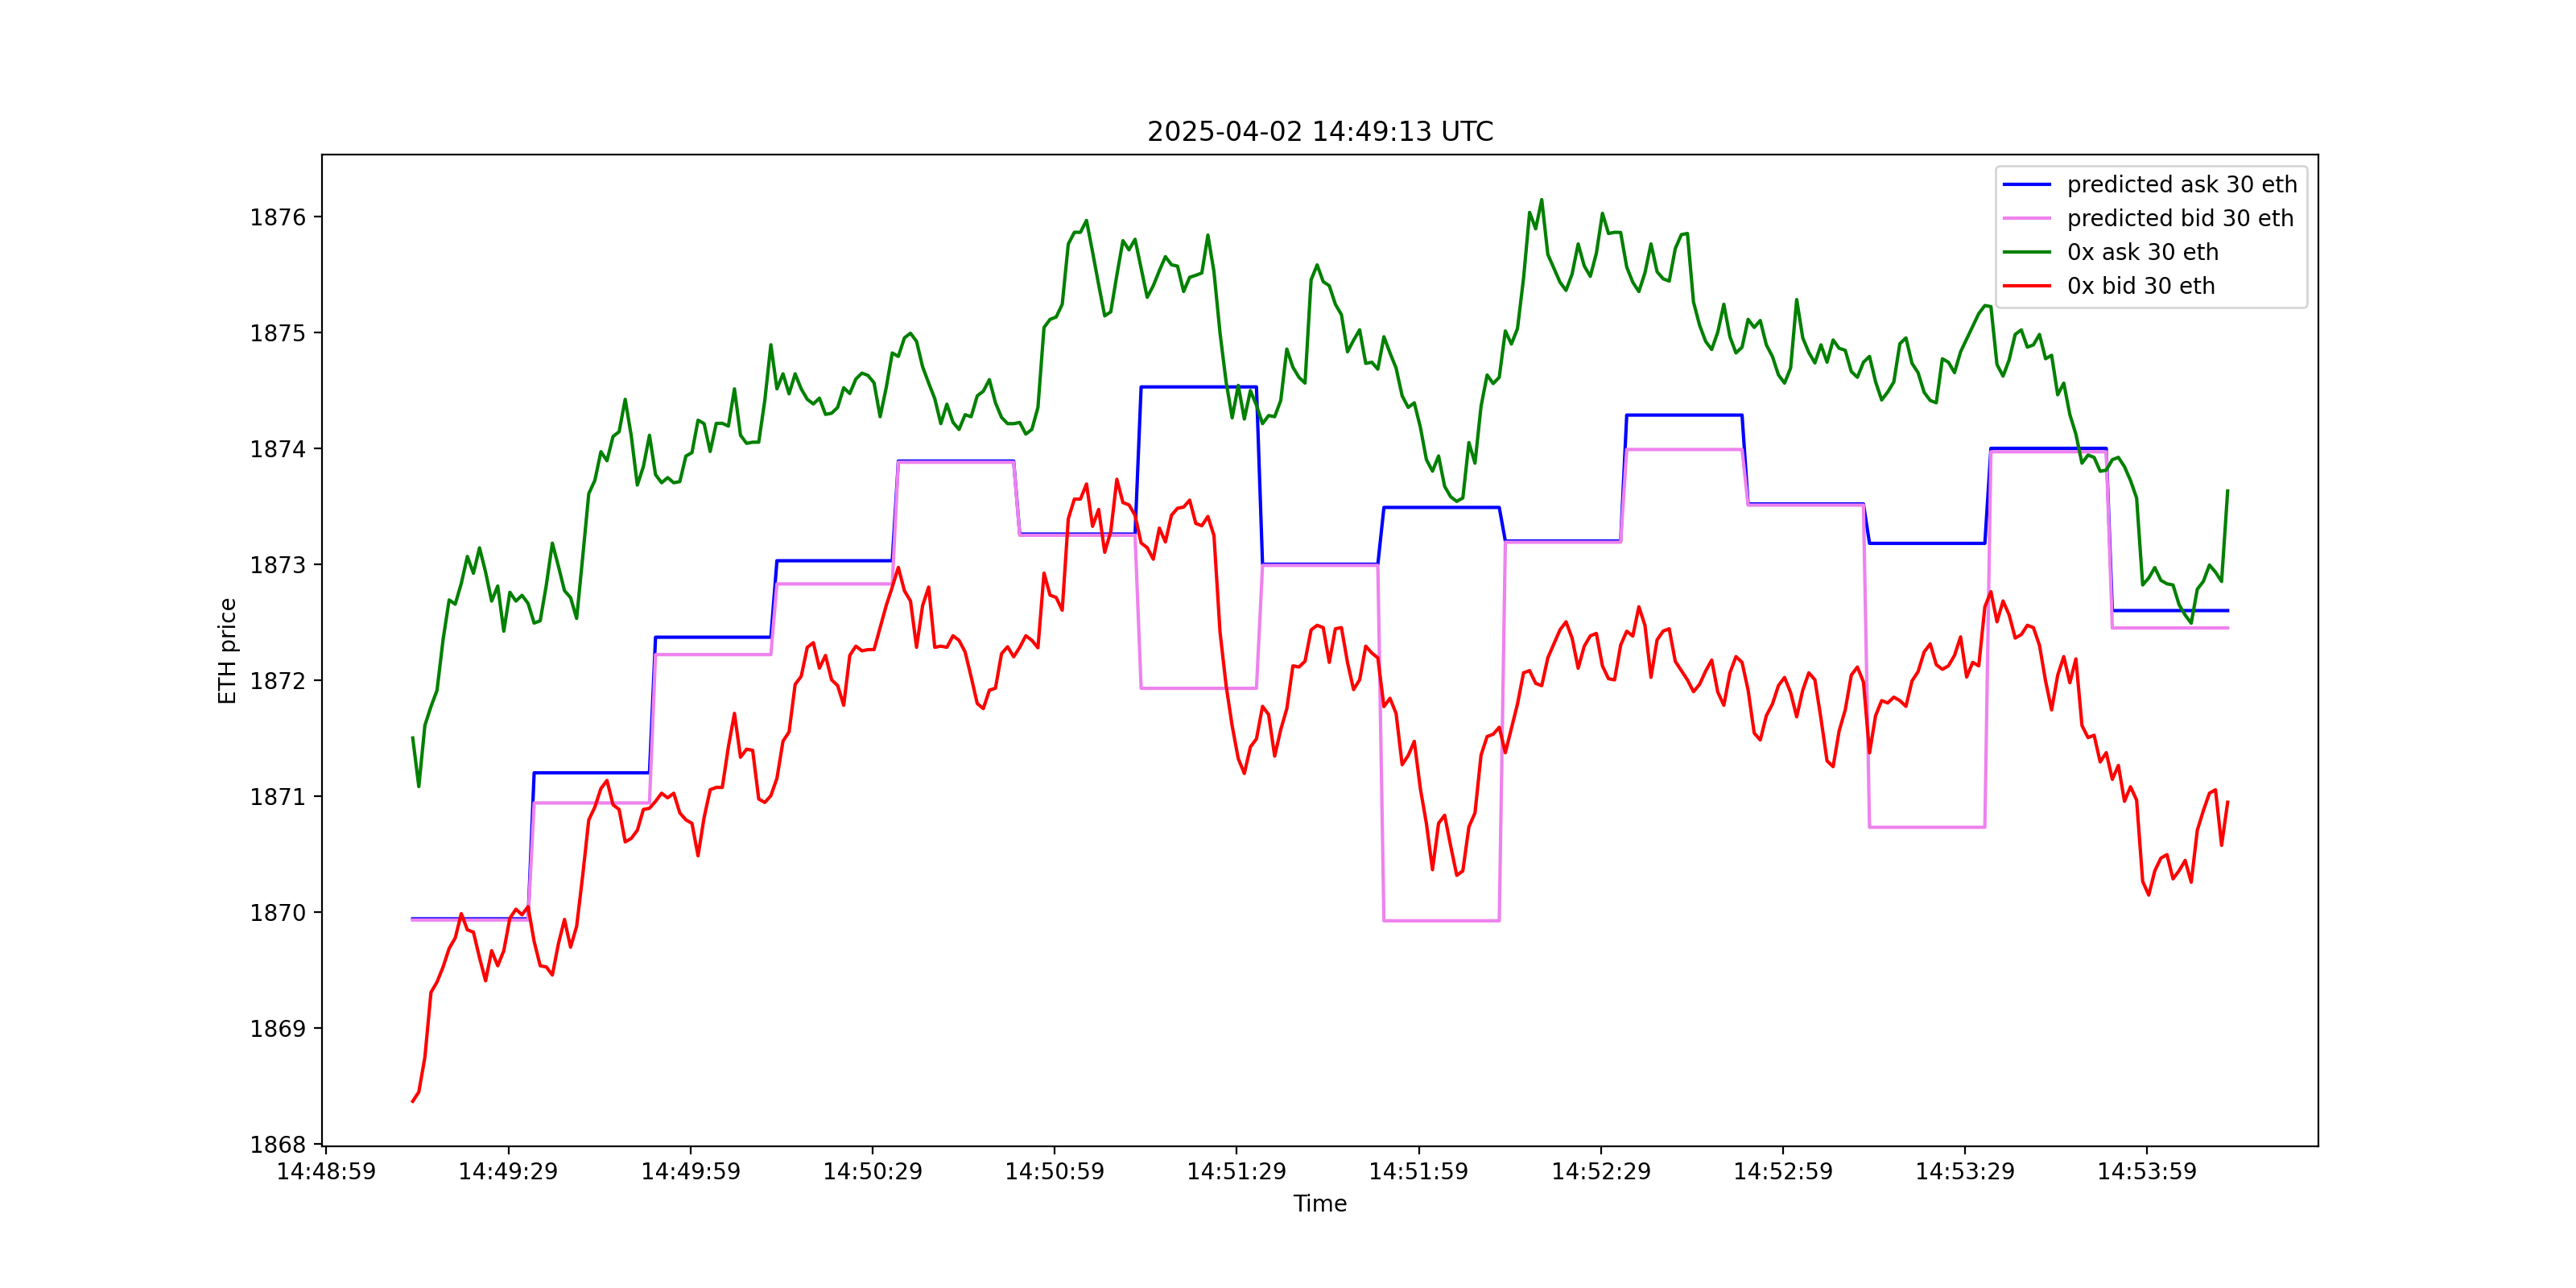 2025-04-02 14:49:13 UTC
predicted ask 30 eth
predicted bid 30 eth
0x ask 30 eth
0x bid 30 eth
ETH price
1876
1875
1874
1873
1872
1871
1870
1869
1868
14:48:59 14:49:29 14:49:59 14:50:29 14:50:59 14:51:29 14:51:59 14:52:29 14:52:59 14:53:29 14:53:59
Time